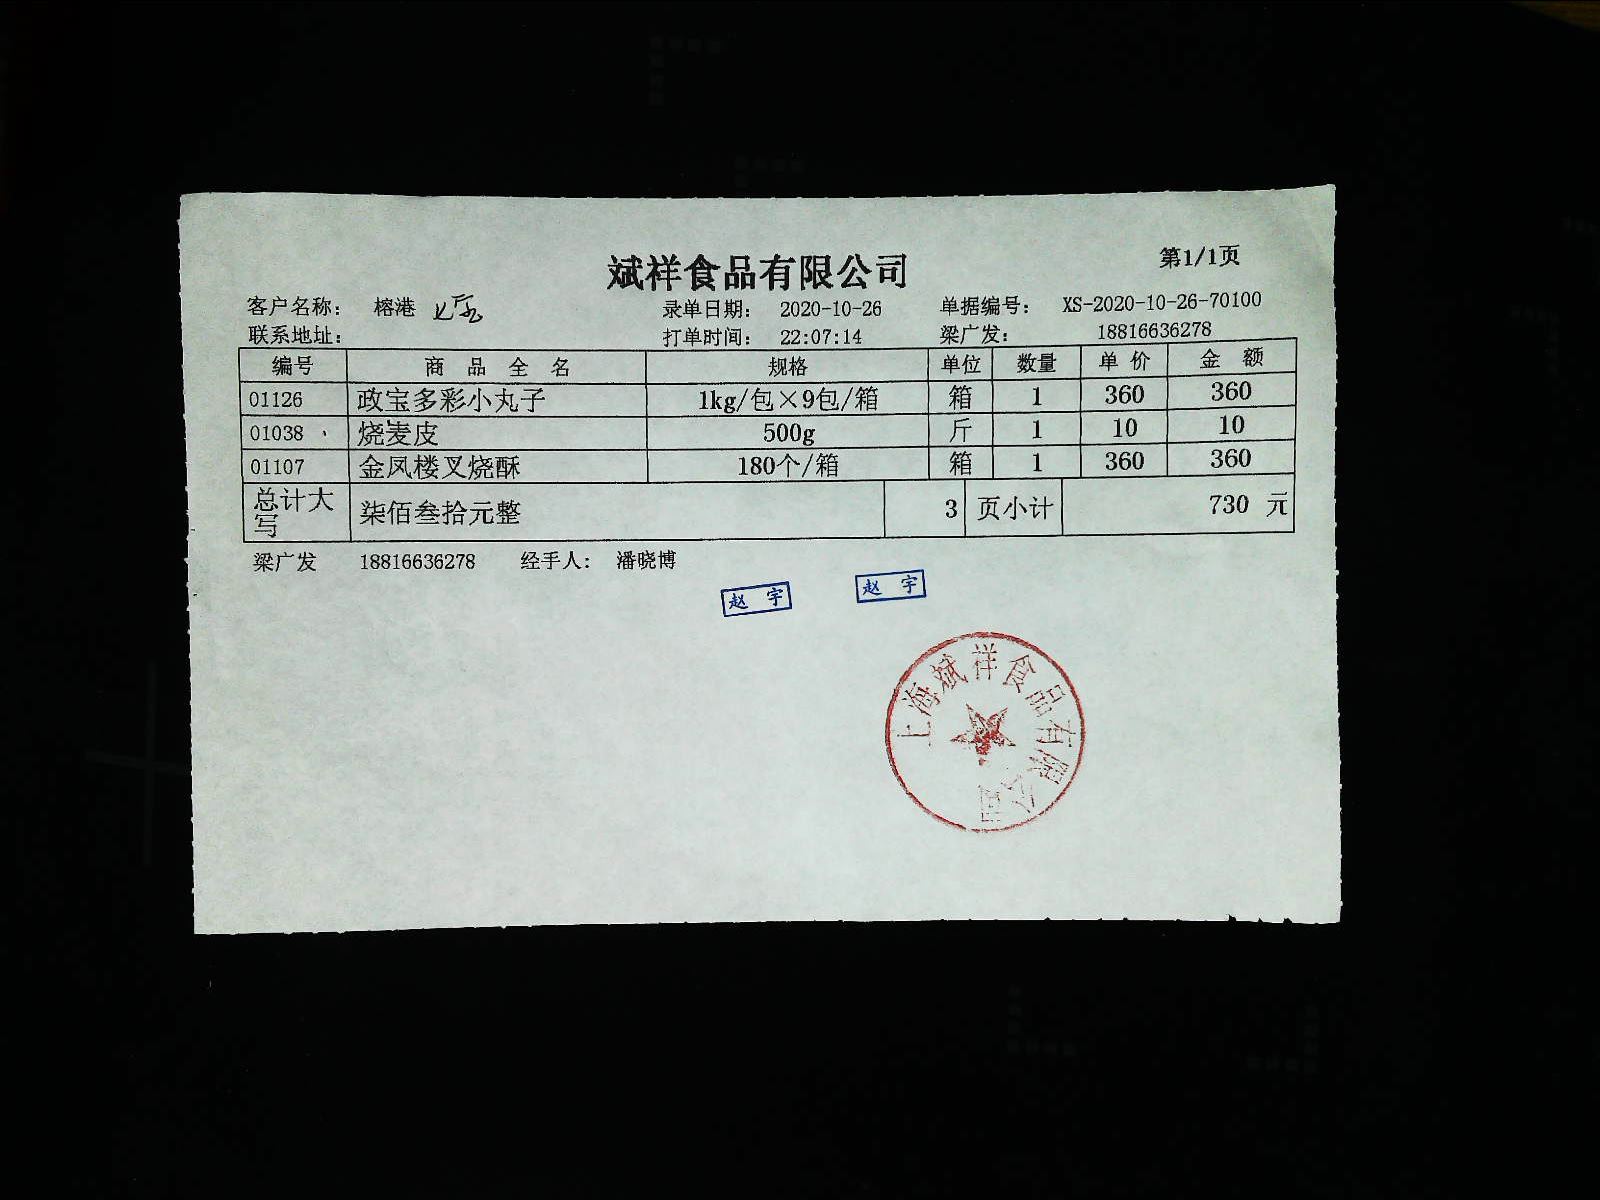 斌祥食品有限公司
第1/1页
客户名称： 榕港 录单日期： 2020-10-26 单据编号： XS-2020-10-26-70100
联系地址： 打单时间： 22:07:14 梁广发： 18816636278
编号 商品全名 规格 单位 数量 单价 金额
01126 政宝多彩小丸子 1kg/包×9包/箱 箱 1 360 360
01038 烧麦皮 500g 斤 1 10 10
01107 金凤楼叉烧酥 180个/箱 箱 1 360 360
总计大写 柒佰叁拾元整 3 页小计 730 元
梁广发 18816636278 经手人： 潘晓博
赵宇 赵宇
上海斌祥食品有限公司